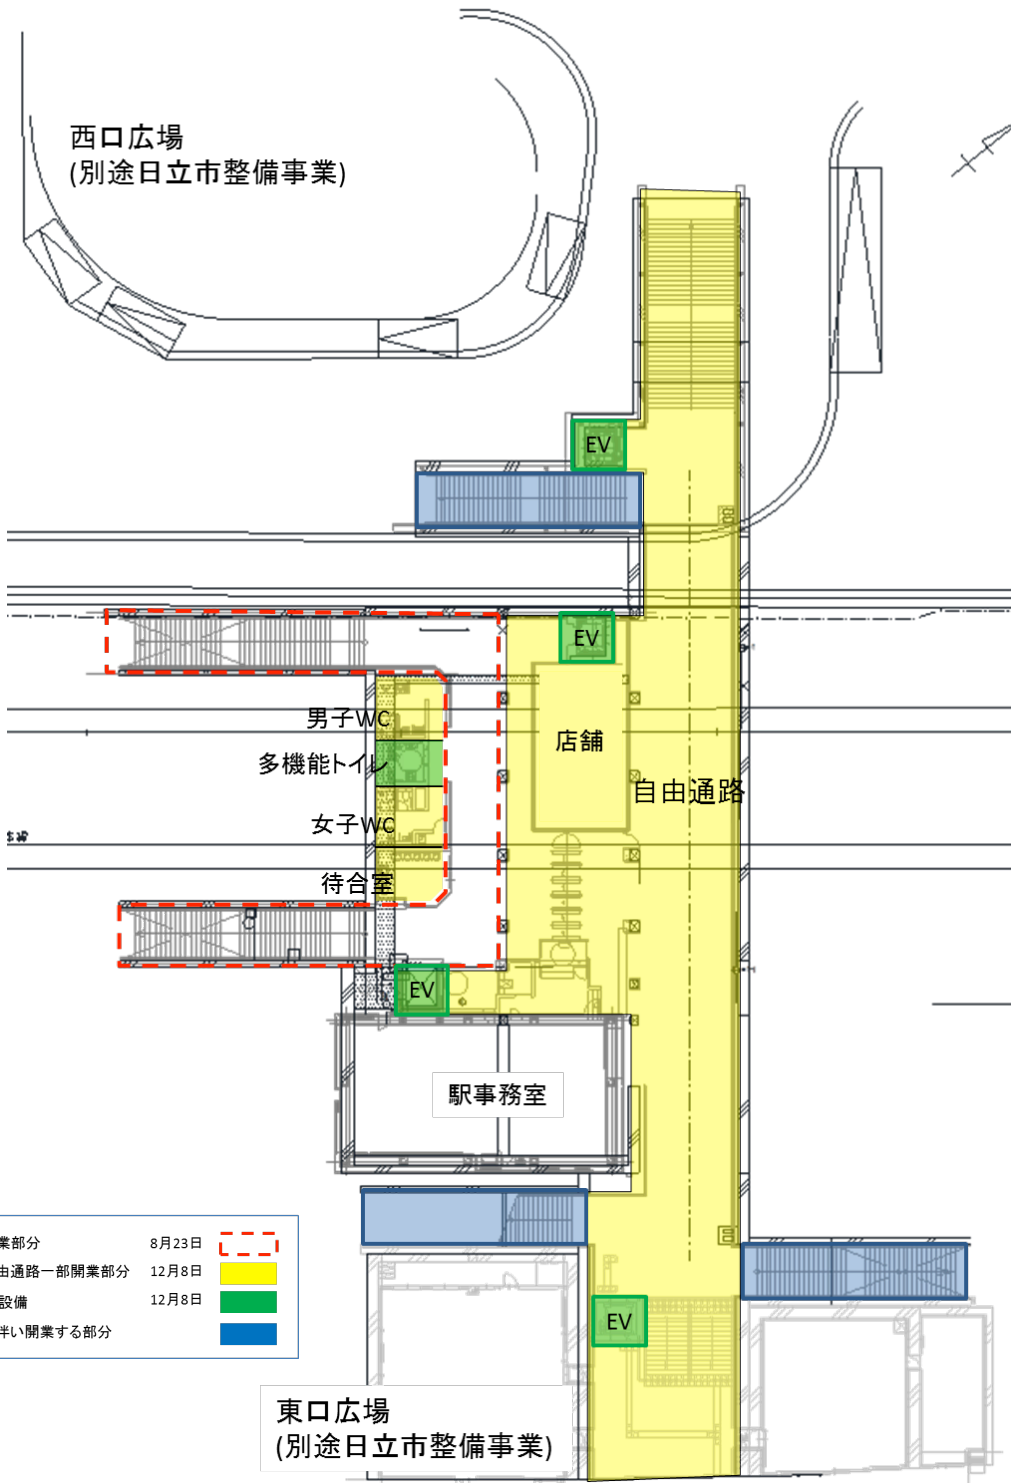 西口広場
(別途日立市整備事業)
EV
EV
男子WC
店舗
多機能トイレ
自由通路
女子WC
待合室
EV
駅事務室
業部分 8月23日
由通路一部開業部分 12月8日
設備 12月8日
伴い開業する部分
EV
東口広場
(別途日立市整備事業)